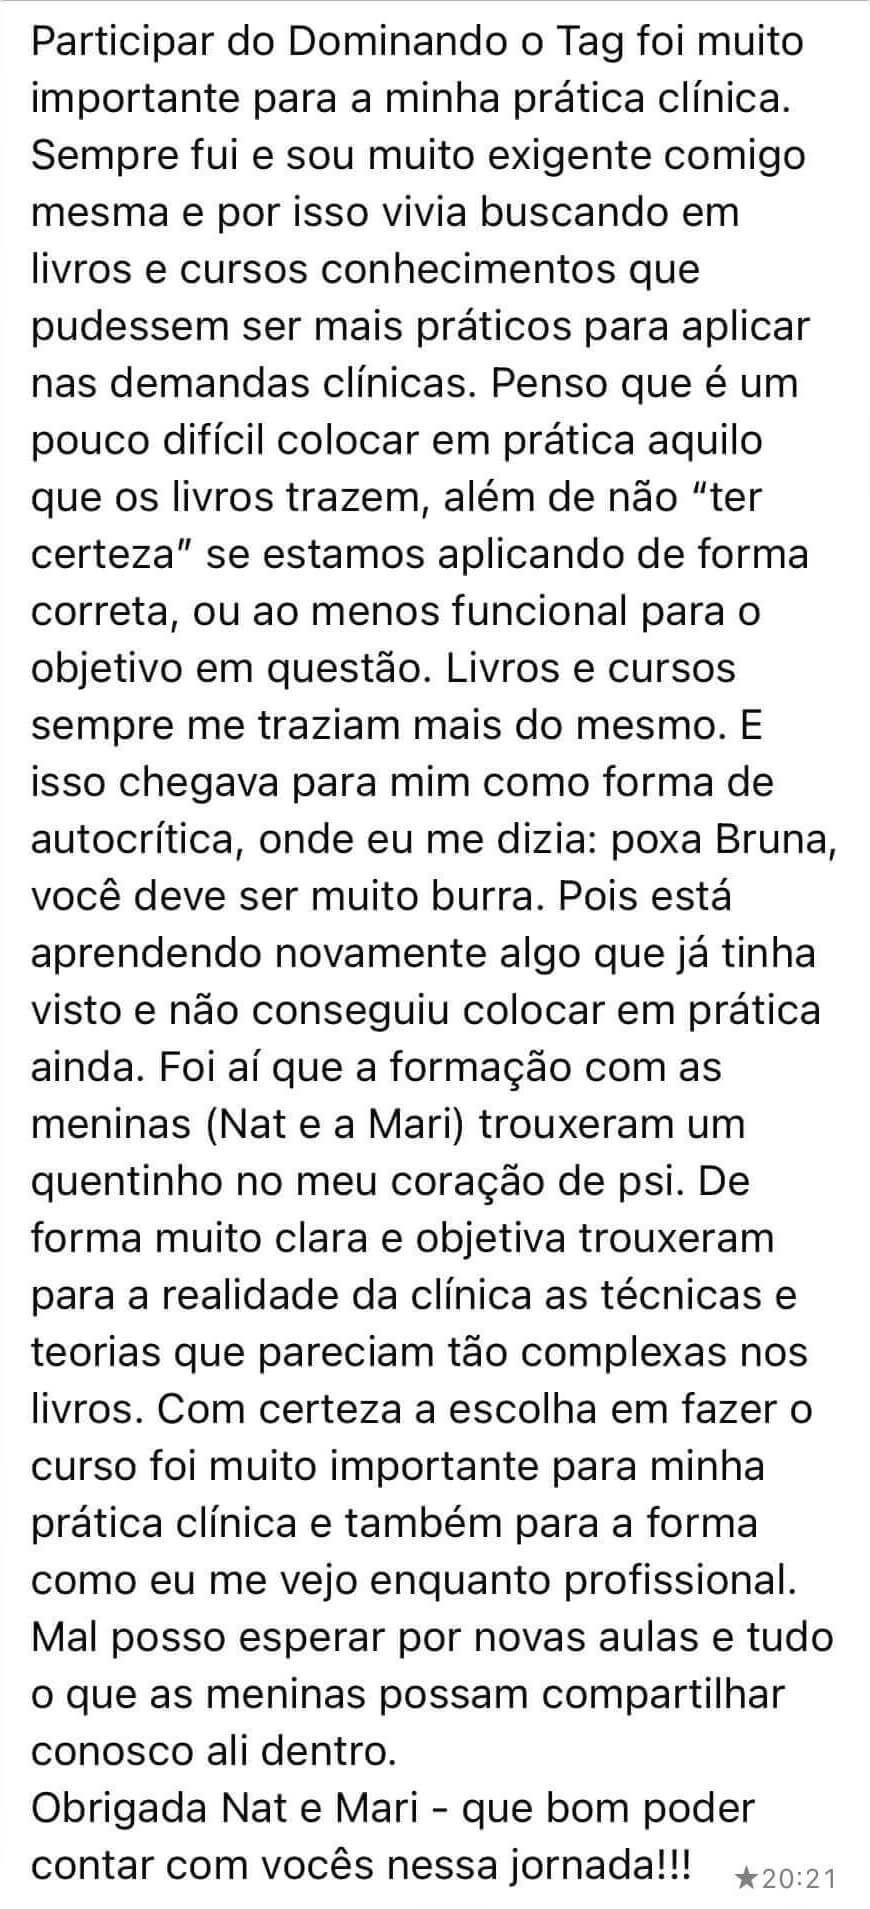 Participar do Dominando o Tag foi muito
importante para a minha prática clínica.
Sempre fui e sou muito exigente comigo
mesma e por isso vivia buscando em
livros e cursos conhecimentos que
pudessem ser mais práticos para aplicar
nas demandas clínicas. Penso que é um
pouco difícil colocar em prática aquilo
que os livros trazem, além de não “ter
certeza” se estamos aplicando de forma
correta, ou ao menos funcional para o
objetivo em questão. Livros e cursos
sempre me traziam mais do mesmo. E
isso chegava para mim como forma de
autocrítica, onde eu me dizia: poxa Bruna,
você deve ser muito burra. Pois está
aprendendo novamente algo que já tinha
visto e não conseguiu colocar em prática
ainda. Foi aí que a formação com as
meninas (Nat e a Mari) trouxeram um
quentinho no meu coração de psi. De
forma muito clara e objetiva trouxeram
para a realidade da clínica as técnicas e
teorias que pareciam tão complexas nos
livros. Com certeza a escolha em fazer o
curso foi muito importante para minha
prática clínica e também para a forma
como eu me vejo enquanto profissional.
Mal posso esperar por novas aulas e tudo
o que as meninas possam compartilhar
conosco ali dentro.
Obrigada Nat e Mari - que bom poder
contar com vocês nessa jornada!!! ★20:21